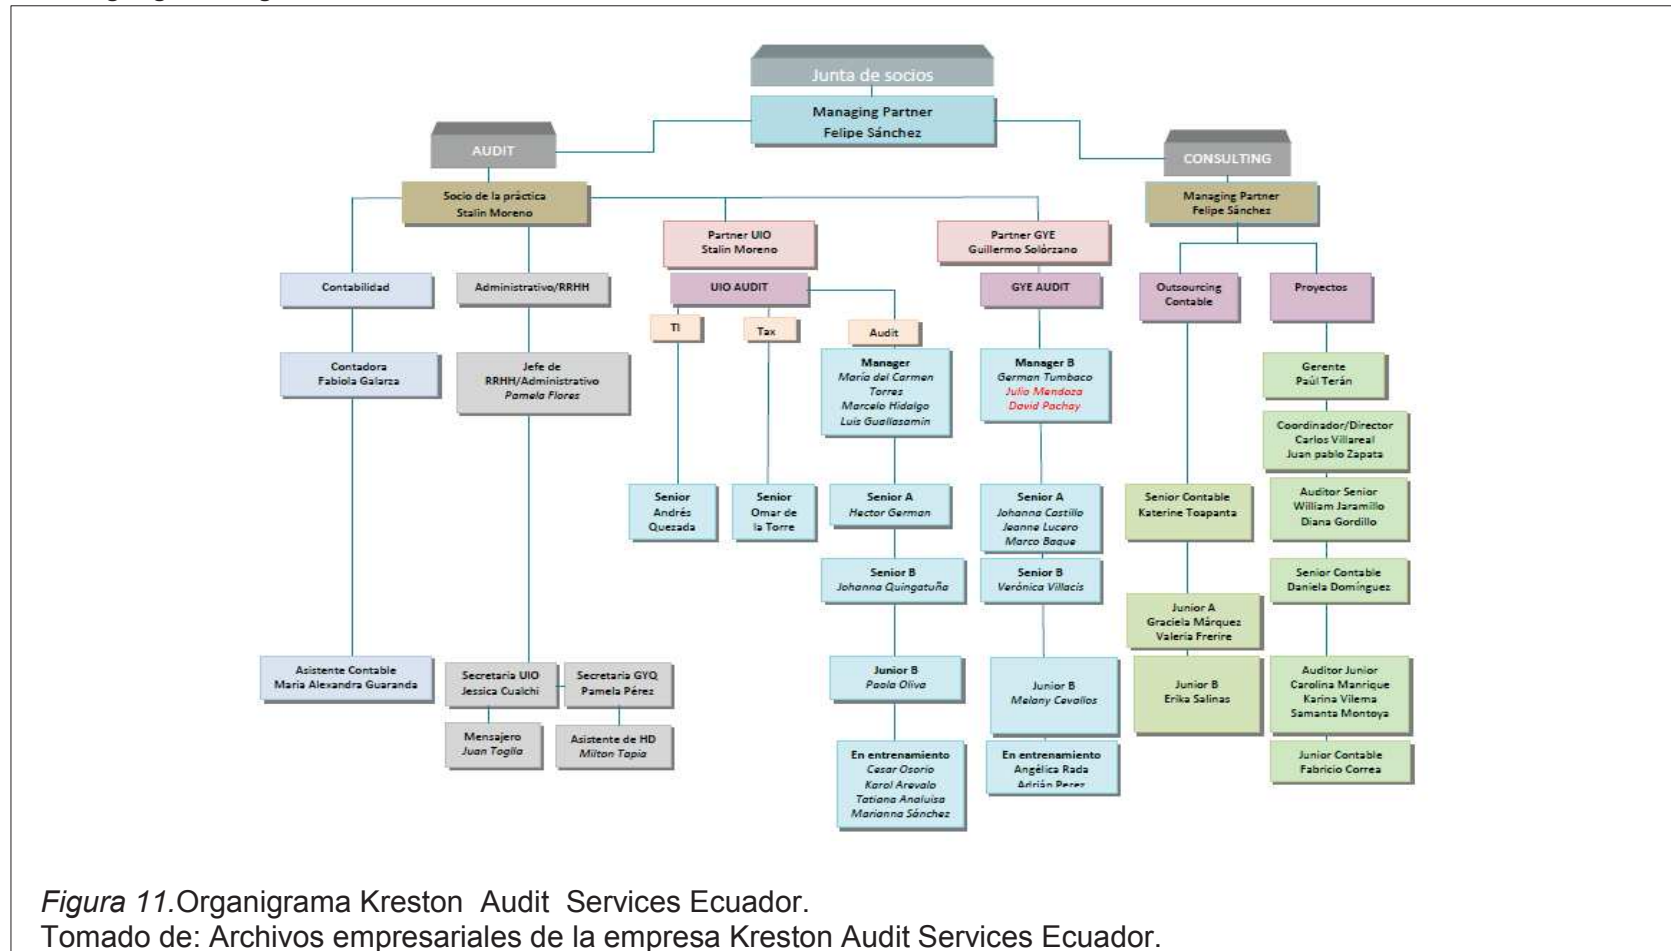 Junta de socios
Managing Partner
Felipe Sánchez
AUDIT
CONSULTING
Socio de la práctica
Stalin Moreno
Managing Partner
Felipe Sánchez
Partner UIO
Stalin Moreno
Partner GYE
Guillermo Solórzano
Contabilidad
Administrativo/RRHH
UIO AUDIT
GYE AUDIT
Outsourcing
Contable
Proyectos
TI
Tax
Audit
Contadora
Fabiola Galarza
Jefe de
RRHH/Administrativo
Pamela Flores
Manager
María del Carmen
Torres
Marcelo Hidalgo
Luis Guallasamin
Manager B
German Tumbaco
Julio Mendoza
David Pachay
Gerente
Paúl Terán
Coordinador/Director
Carlos Villareal
Juan pablo Zapata
Senior
Andrés
Quezada
Senior
Omar de
la Torre
Senior A
Hector German
Senior A
Johanna Castillo
Jeanne Lucero
Marco Baque
Senior Contable
Katerine Toapanta
Auditor Senior
William Jaramillo
Diana Gordillo
Senior B
Johanna Quingatuña
Senior B
Verónica Villacis
Senior Contable
Daniela Domínguez
Junior A
Graciela Márquez
Valeria Frerire
Asistente Contable
Maria Alexandra Guaranda
Secretaria UIO
Jessica Cualchi
Secretaria GYQ
Pamela Pérez
Junior B
Paola Oliva
Junior B
Melany Cevallos
Junior B
Erika Salinas
Auditor Junior
Carolina Manrique
Karina Vilema
Samanta Montoya
Mensajero
Juan Toglla
Asistente de HD
Milton Tapia
En entrenamiento
Cesar Osorio
Karol Arevalo
Tatiana Analuisa
Marianna Sánchez
En entrenamiento
Angélica Rada
Adrián Perez
Junior Contable
Fabricio Correa
Figura 11.Organigrama Kreston Audit Services Ecuador.
Tomado de: Archivos empresariales de la empresa Kreston Audit Services Ecuador.